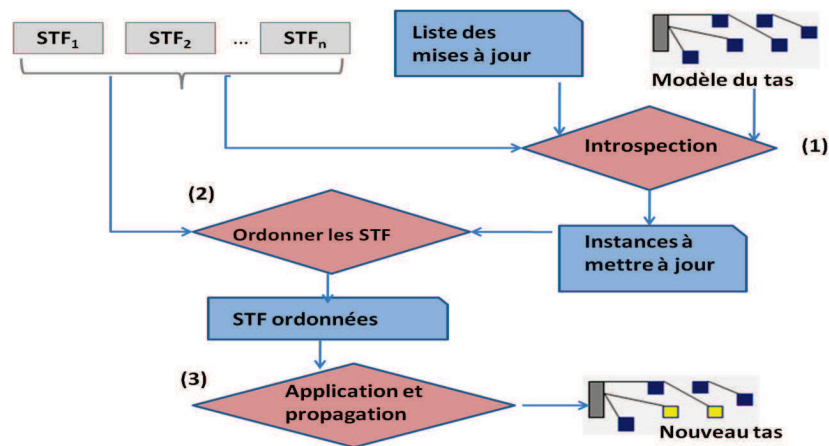 STF1 STF2 ... STFn
Liste des
mises à jour
Modèle du tas
Introspection
(1)
(2)
Ordonner les STF
Instances à
mettre à jour
STF ordonnées
(3)
Application et
propagation
Nouveau tas